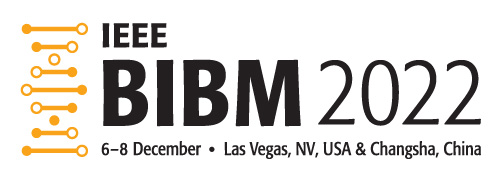 IEEE
BIBM 2022
6–8 December • Las Vegas, NV, USA & Changsha, China